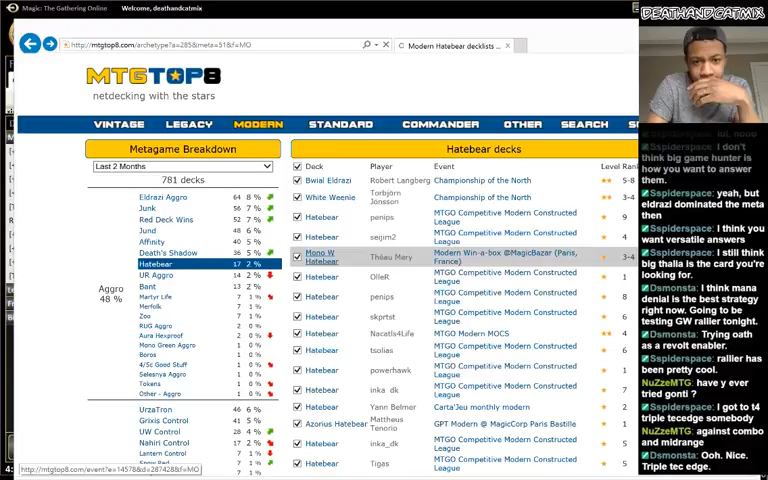 Magic: The Gathering Online
Welcome, deathandcatmix
DEATHANDCATMIX
http://mtgtop8.com/archetype?a=285&meta=51&f=MO
Modern Hatebear decklists ...
MTGTOP8
netdecking with the stars
VINTAGE LEGACY MODERN STANDARD COMMANDER OTHER SEARCH
Metagame Breakdown
Last 2 Months
781 decks
Aggro
48 %
Eldrazi Aggro 64 8 %
Junk 56 7 %
Red Deck Wins 52 7 %
Jund 48 6 %
Affinity 40 5 %
Death's Shadow 36 5 %
Hatebear 17 2 %
UR Aggro 14 2 %
Bant 13 2 %
Martyr Life 7 1 %
Merfolk 7 1 %
Zoo 7 1 %
RUG Aggro 2 0 %
Aura Hexproof 2 0 %
Mono Green Aggro 1 0 %
Boros 1 0 %
4/5c Good Stuff 1 0 %
Selesnya Aggro 1 0 %
Tokens 1 0 %
Other - Aggro 1 0 %
UrzaTron 46 6 %
Grixis Control 41 5 %
UW Control 28 4 %
Nahiri Control 17 2 %
Lantern Control 7 1 %
Hatebear decks
Deck Player Event Level Rank
Bwial Eldrazi Robert Langberg Championship of the North 5-8
White Weenie Torbjörn Jönsson Championship of the North 3-4
Hatebear penips MTGO Competitive Modern Constructed League 9
Hatebear seijim2 MTGO Competitive Modern Constructed League 4
Mono W Hatebear Théau Mery Modern Win-a-box @MagicBazar (Paris, France) 3-4
Hatebear OlleR MTGO Competitive Modern Constructed League 1
Hatebear penips MTGO Competitive Modern Constructed League 8
Hatebear skprtst MTGO Competitive Modern Constructed League 6
Hatebear Nacatls4Life MTGO Modern MOCS 4
Hatebear tsolias MTGO Competitive Modern Constructed League 6
Hatebear powerhawk MTGO Competitive Modern Constructed League 1
Hatebear inka_dk MTGO Competitive Modern Constructed League 7
Hatebear Yann Belmer Carta'Jeu monthly modern 2
Azorius Hatebear Mattheus Tenorio GPT Modern @ MagicCorp Paris Bastille 1
Hatebear inka_dk MTGO Competitive Modern Constructed League 5
Hatebear Tigas MTGO Competitive Modern Constructed League 5
http://mtgtop8.com/event?e=14578&d=287428&f=MO
Sspiderspace: lul, nooo
Sspiderspace: I don't
think big game hunter is
how you want to answer
them.
Sspiderspace: yeah, but
eldrazi dominated the meta
then
Sspiderspace: I think you
want versatile answers
Sspiderspace: I still think
big thalia is the card you're
looking for.
Dsmonsta: I think mana
denial is the best strategy
right now. Going to be
testing GW rallier tonight.
Dsmonsta: Trying oath
as a revolt enabler.
Sspiderspace: rallier has
been pretty cool.
NuZzeMTG: have y ever
tried gonti ?
Sspiderspace: I got to t4
triple tecedge somebody
NuZzeMTG: against combo
and midrange
Dsmonsta: Ooh. Nice.
Triple tec edge.